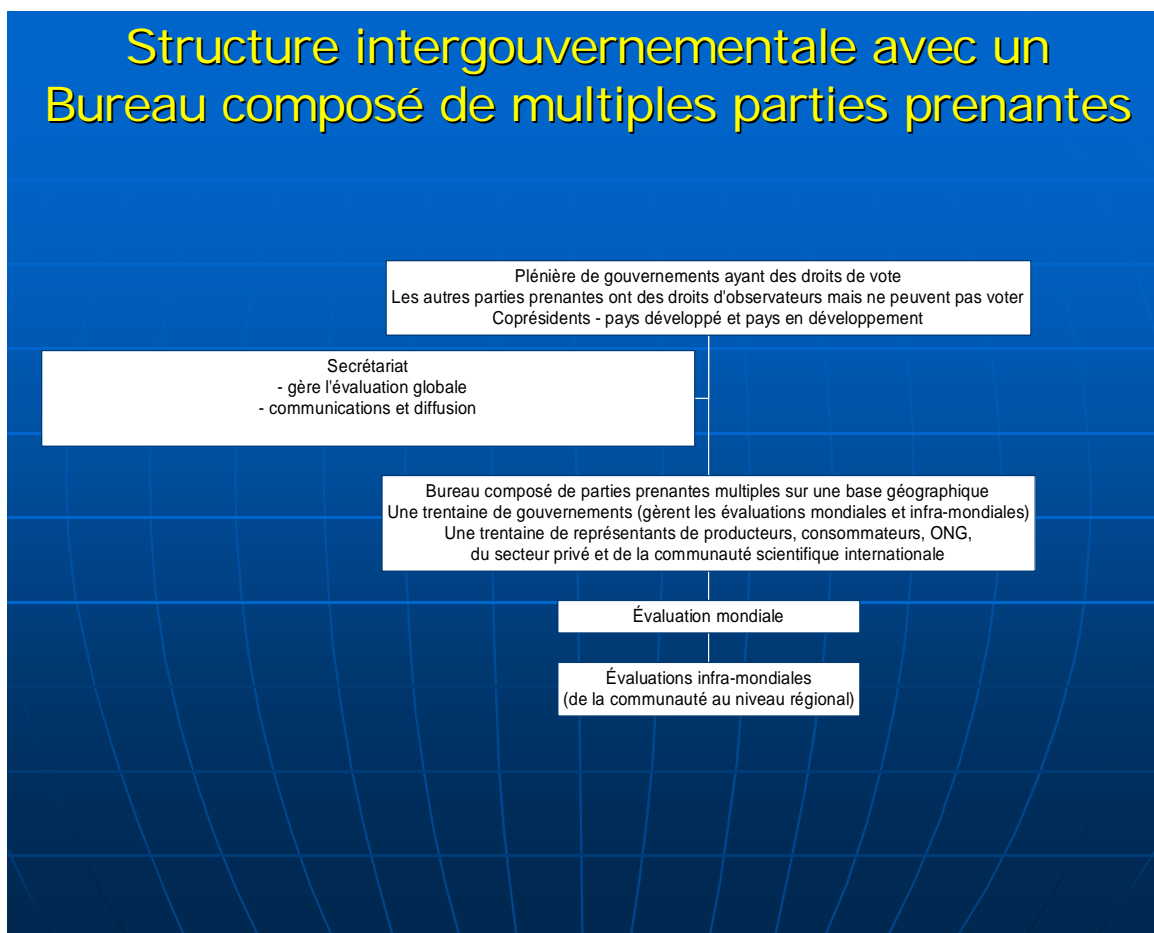 Structure intergouvernementale avec un
Bureau composé de multiples parties prenantes
Plénière de gouvernements ayant des droits de vote
Les autres parties prenantes ont des droits d'observateurs mais ne peuvent pas voter
Coprésidents - pays développé et pays en développement
Secrétariat
- gère l'évaluation globale
- communications et diffusion
Bureau composé de parties prenantes multiples sur une base géographique
Une trentaine de gouvernements (gèrent les évaluations mondiales et infra-mondiales)
Une trentaine de représentants de producteurs, consommateurs, ONG,
du secteur privé et de la communauté scientifique internationale
Évaluation mondiale
Évaluations infra-mondiales
(de la communauté au niveau régional)